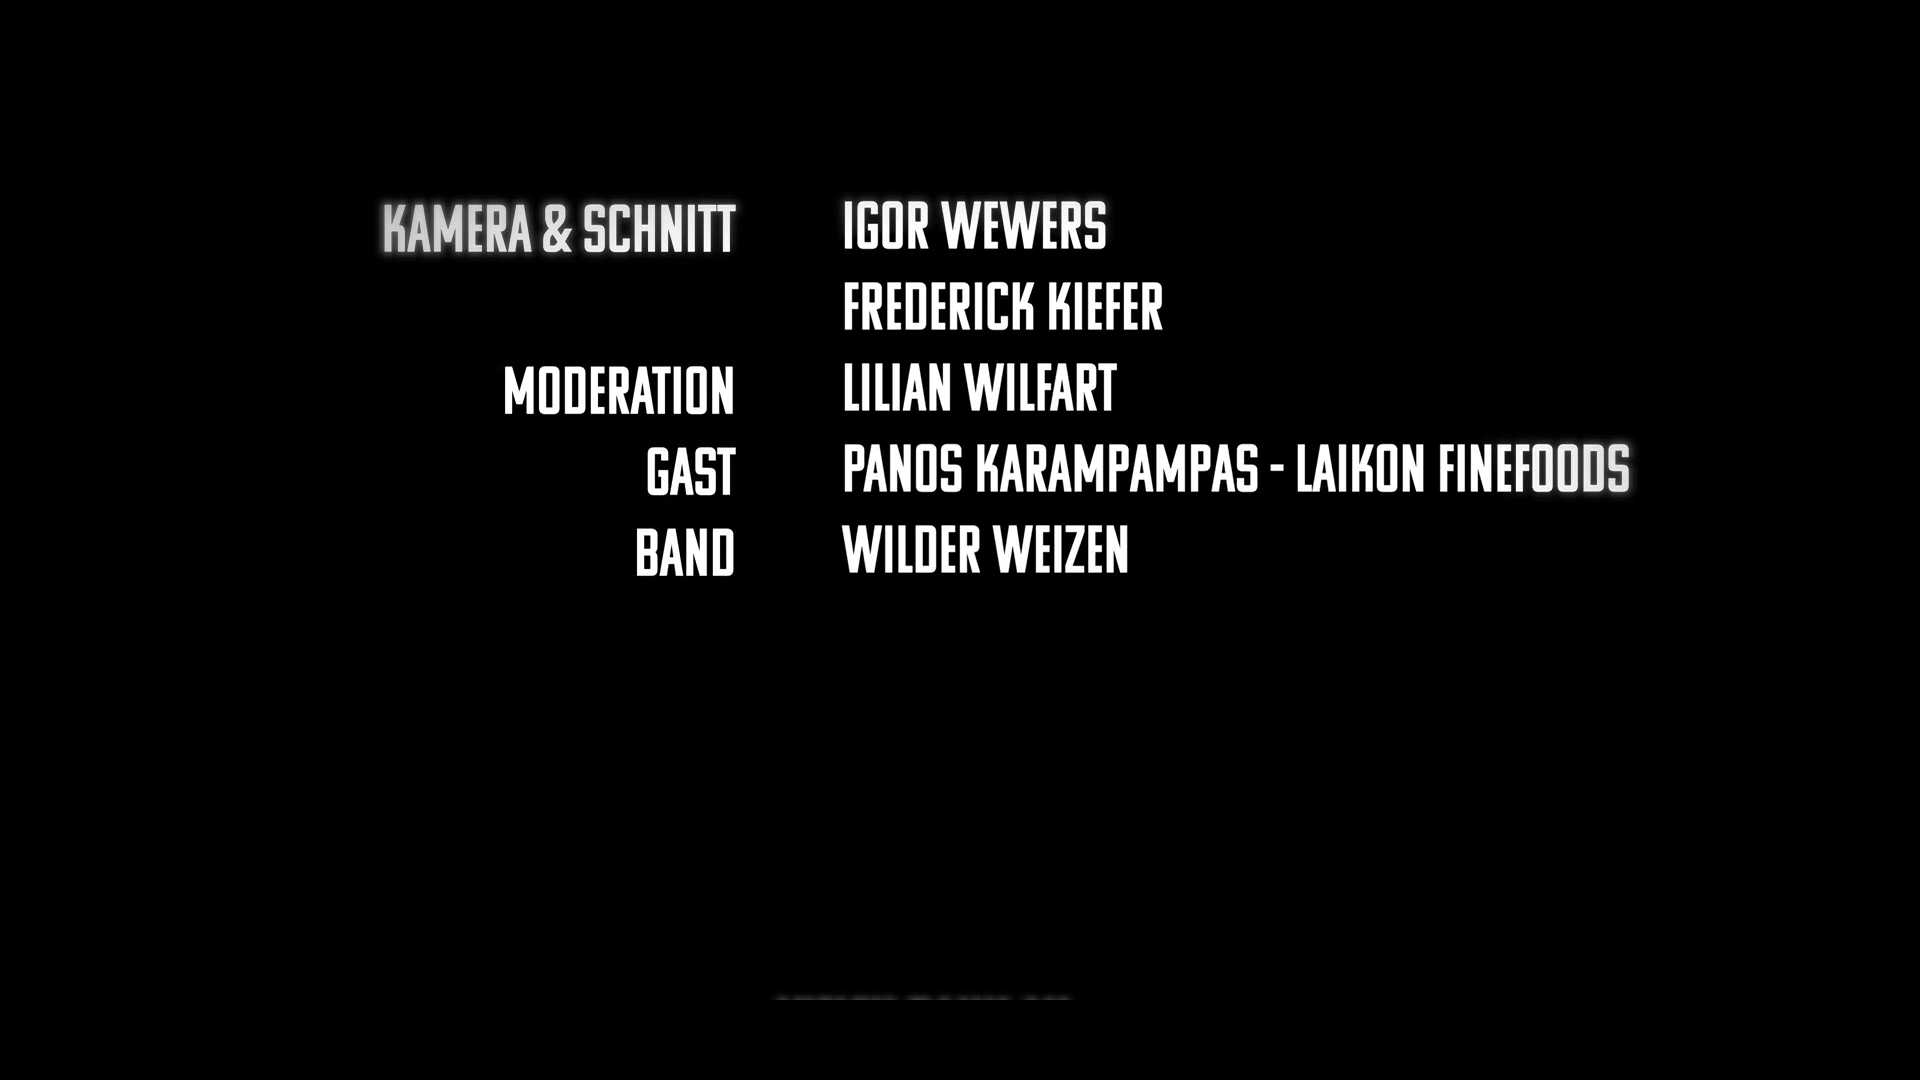 KAMERA & SCHNITT IGOR WEWERS
FREDERICK KIEFER
MODERATION LILIAN WILFART
GAST PANOS KARAMPAMPAS - LAIKON FINEFOODS
BAND WILDER WEIZEN